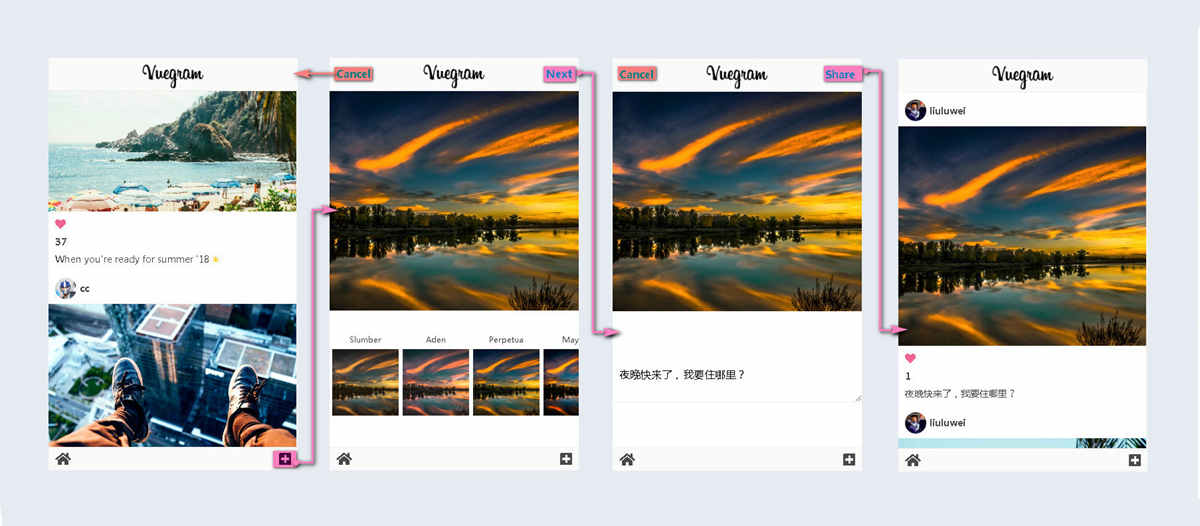 Vuegram
37
When you're ready for summer '18
cc
Cancel
Vuegram
Next
Slumber
Aden
Perpetua
May
Cancel
Vuegram
Share
夜晚快来了，我要住哪里？
Vuegram
liuluwei
1
夜晚快来了，我要住哪里？
liuluwei